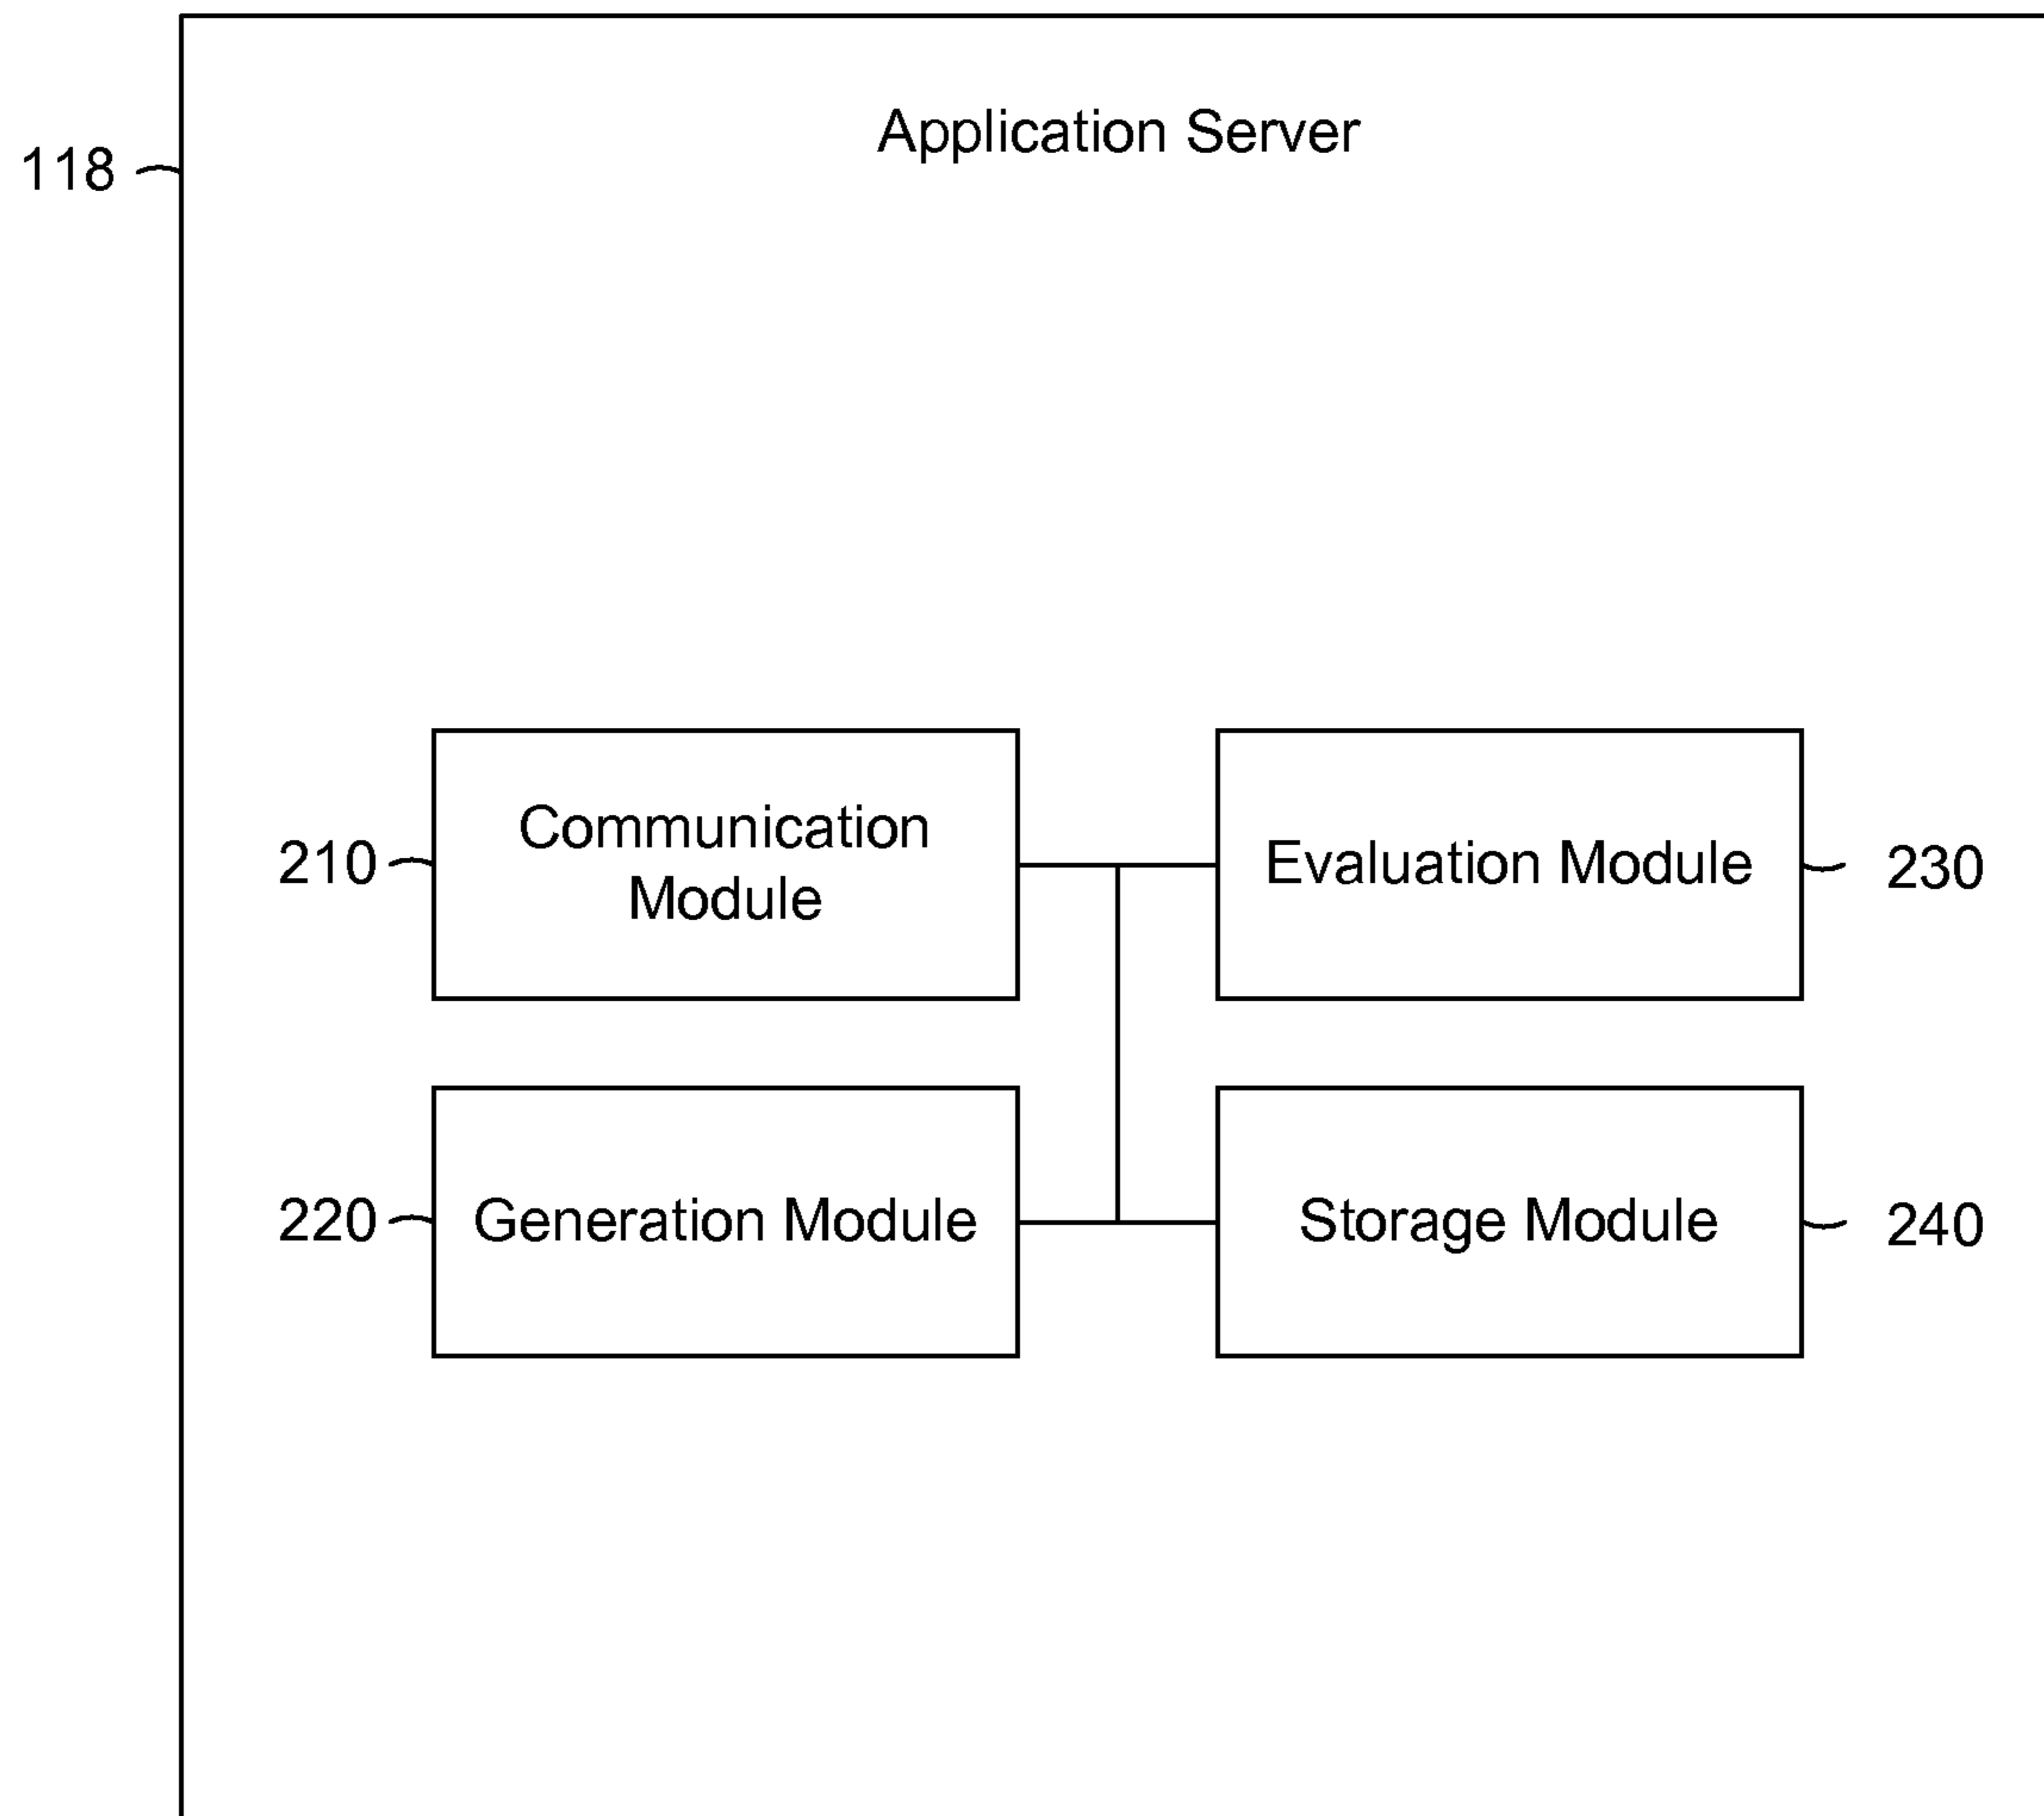 Application Server
118
Communication
Module
210
Evaluation Module
230
220
Generation Module
Storage Module
240